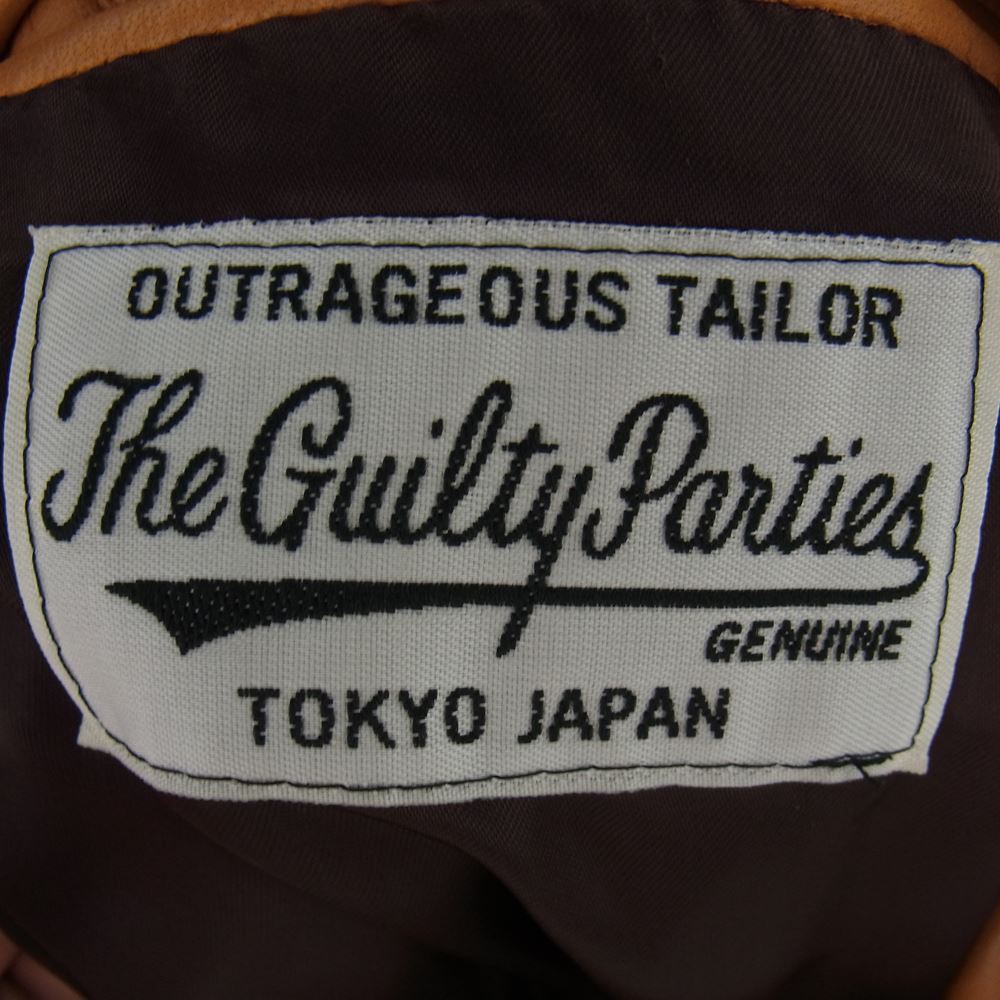 OUTRAGEOUS TAILOR
The Guilty Parties
GENUINE
TOKYO JAPAN